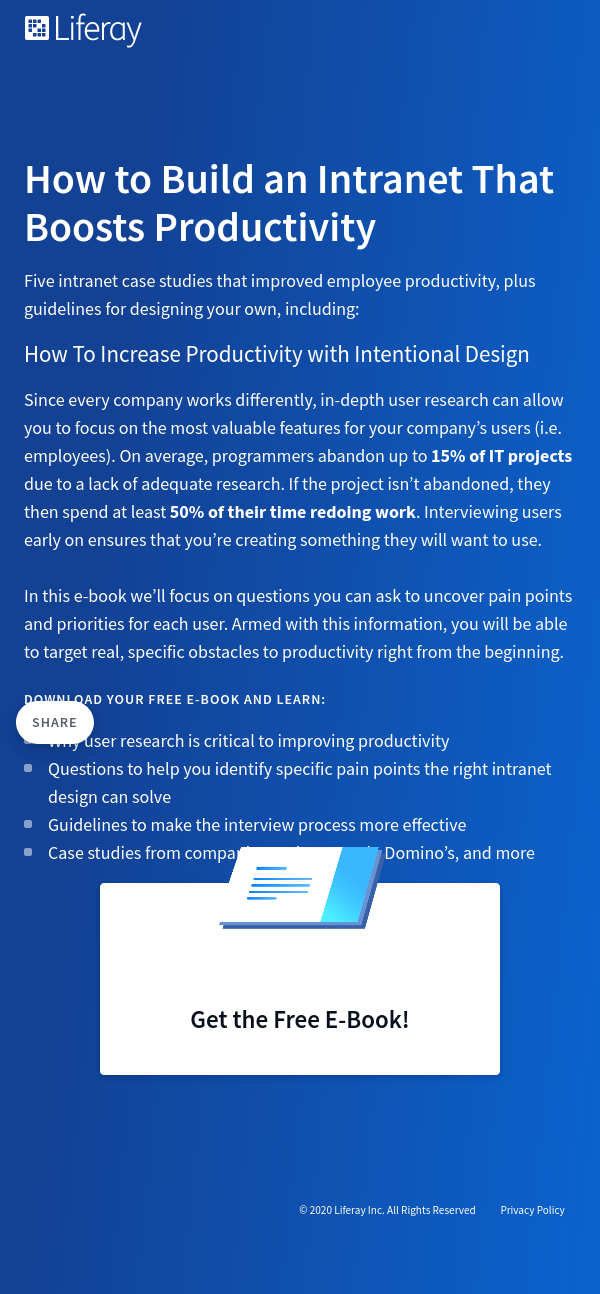 Liferay
How to Build an Intranet That
Boosts Productivity
Five intranet case studies that improved employee productivity, plus
guidelines for designing your own, including:
How To Increase Productivity with Intentional Design
Since every company works differently, in-depth user research can allow
you to focus on the most valuable features for your company’s users (i.e.
employees). On average, programmers abandon up to 15% of IT projects
due to a lack of adequate research. If the project isn’t abandoned, they
then spend at least 50% of their time redoing work. Interviewing users
early on ensures that you’re creating something they will want to use.
In this e-book we’ll focus on questions you can ask to uncover pain points
and priorities for each user. Armed with this information, you will be able
to target real, specific obstacles to productivity right from the beginning.
DOWNLOAD YOUR FREE E-BOOK AND LEARN:
SHARE
Why user research is critical to improving productivity
Questions to help you identify specific pain points the right intranet
design can solve
Guidelines to make the interview process more effective
Case studies from Domino’s, and more
Get the Free E-Book!
© 2020 Liferay Inc. All Rights Reserved Privacy Policy